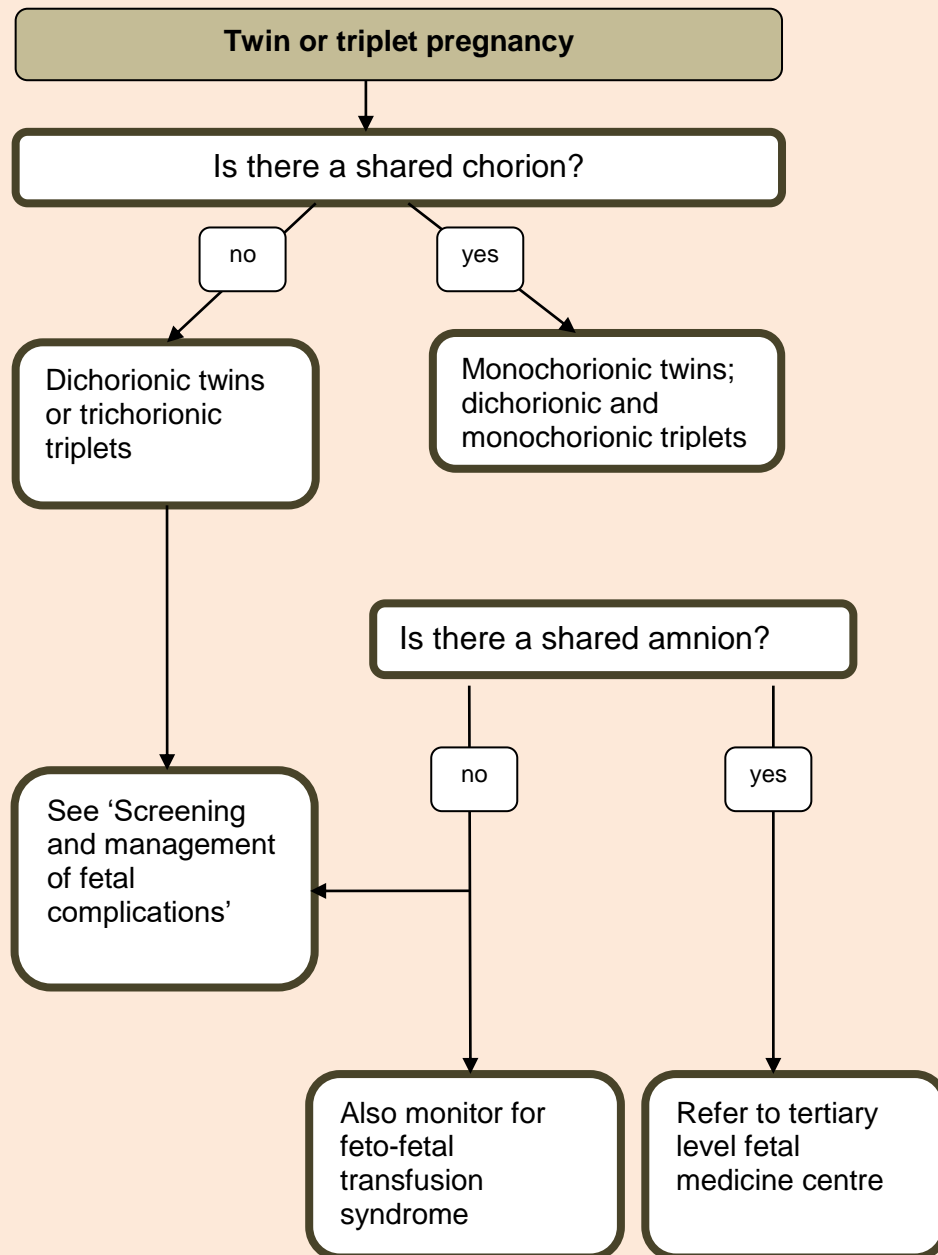 Twin or triplet pregnancy
Is there a shared chorion?
no
yes
Dichorionic twins
or trichorionic
triplets
Monochorionic twins;
dichorionic and
monochorionic triplets
Is there a shared amnion?
no
yes
See ‘Screening
and management
of fetal
complications’
Also monitor for
feto-fetal
transfusion
syndrome
Refer to tertiary
level fetal
medicine centre